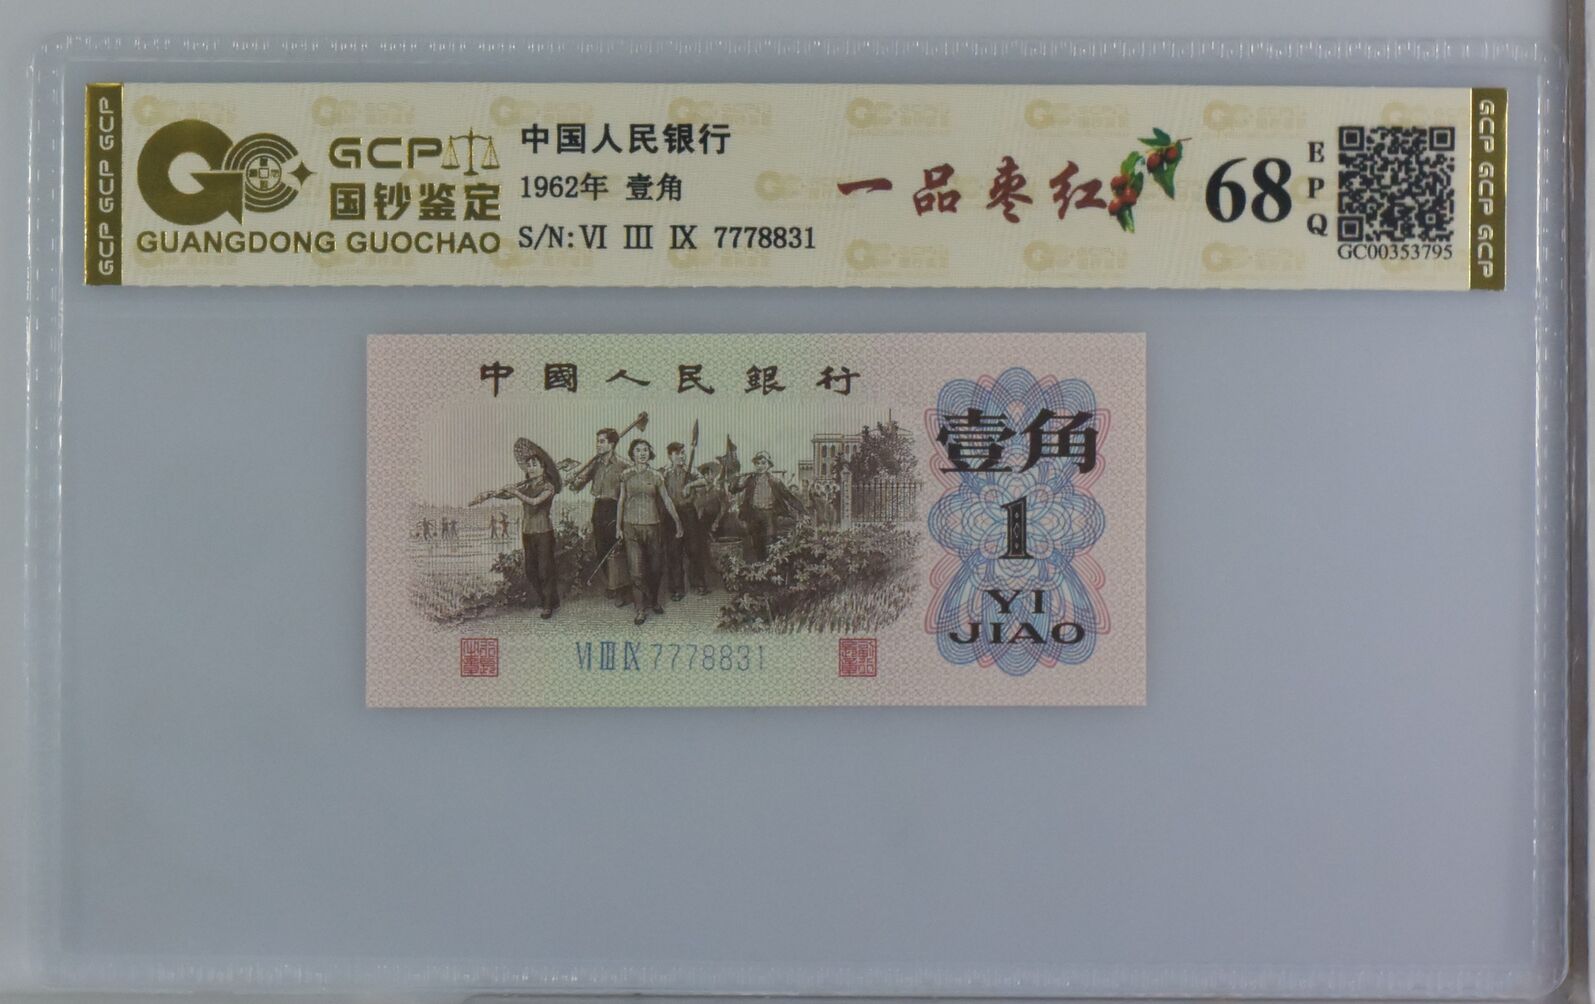 GCP GCP GCP
GCP
国钞鉴定
GUANGDONG GUOCHAO
中国人民银行
1962年 壹角
S/N: VI III IX 7778831
一品枣红
68
EPQ
GC00353795
GCP GCP GCP
中國人民銀行
壹角
1
YI
JIAO
VI III IX 7778831